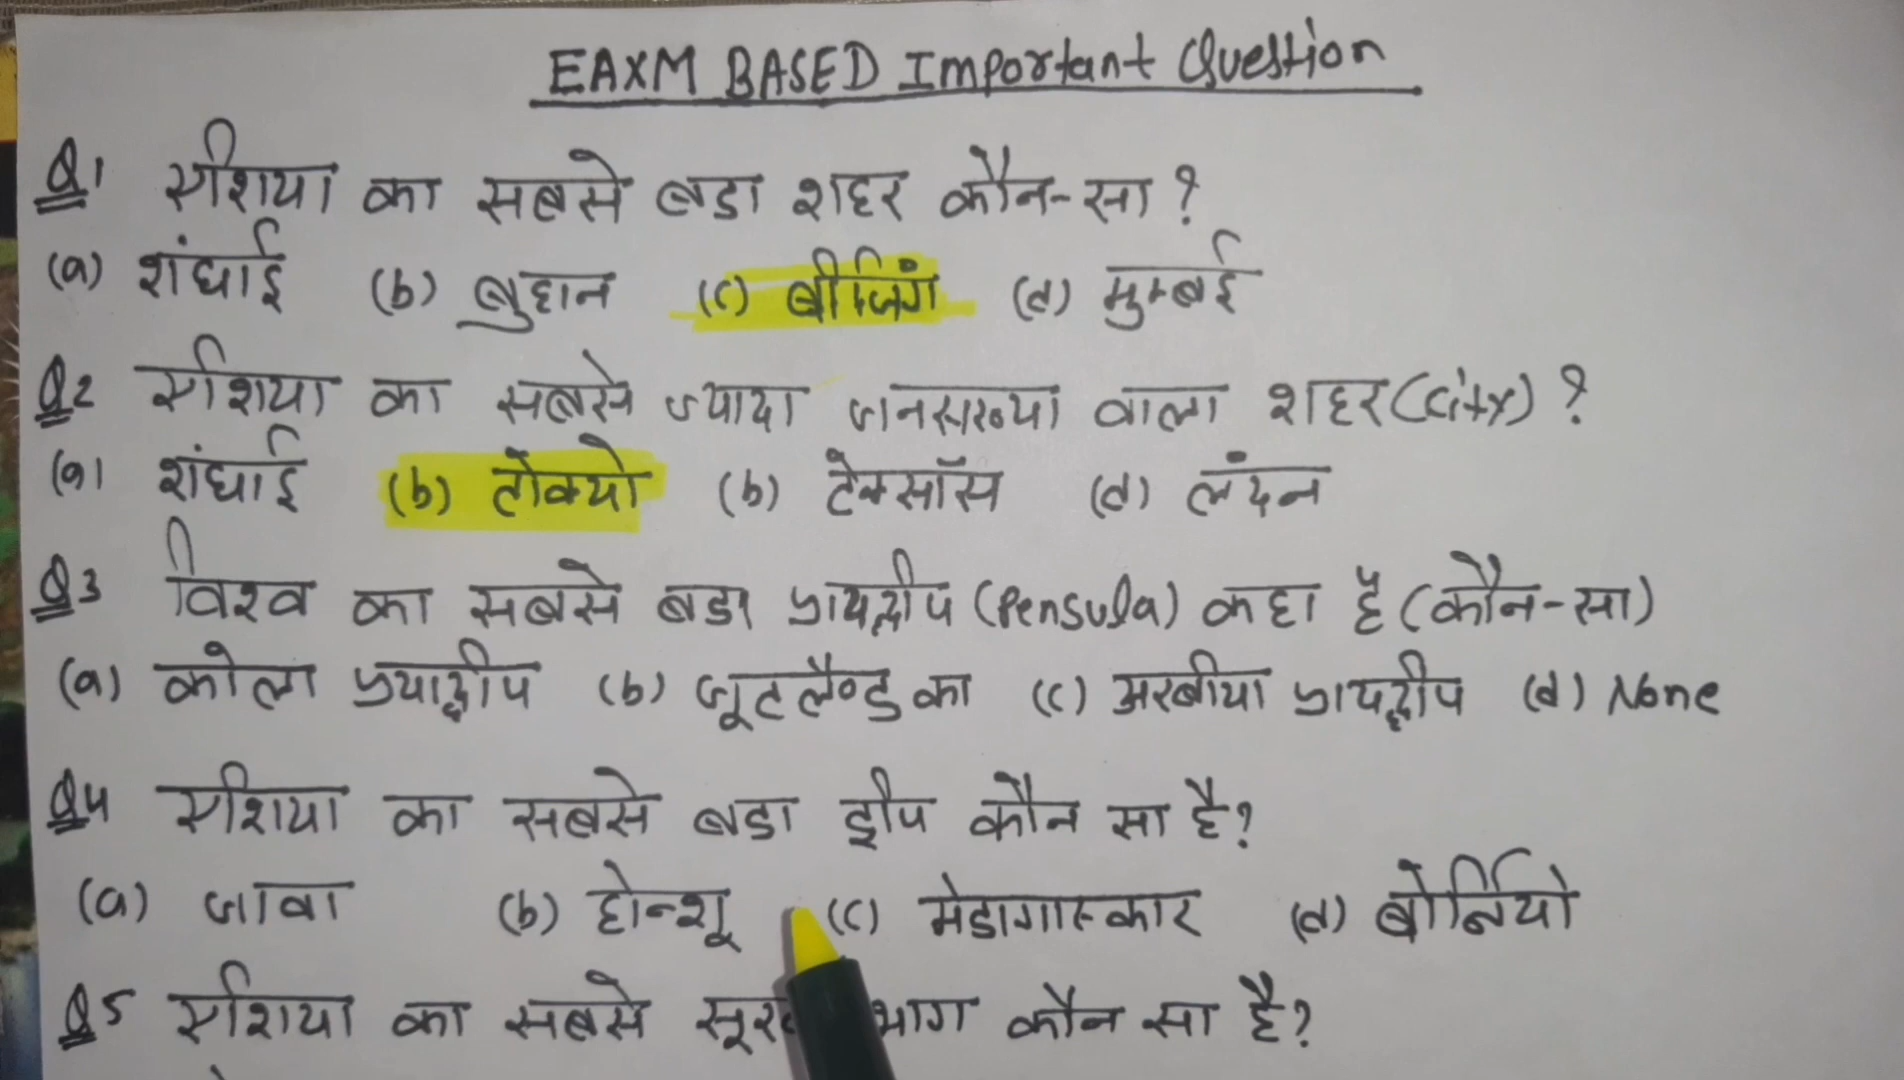 EAXM BASED Important Question
Q1 एशिया का सबसे बडा शहर कौन-सा ?
(a) शंघाई (b) बुहान (c) बीजिंग (d) मुम्बई
Q2 एशिया का सबसे ज्यादा जनसंख्या वाला शहर (City) ?
(a) शंघाई (b) टोक्यो (b) टेक्सॉस (d) लंदन
Q3 विश्व का सबसे बडा प्रायद्वीप (Pensula) कहा है (कौन-सा)
(a) कोला प्रयाद्वीप (b) जूटलैण्ड का (c) अरबीया प्रायद्वीप (d) None
Q4 एशिया का सबसे बडा द्वीप कौन सा है?
(a) जावा (b) होन्शू (c) मेडागास्कार (d) बोर्नियो
Q5 एशिया का सबसे भाग कौन सा है?